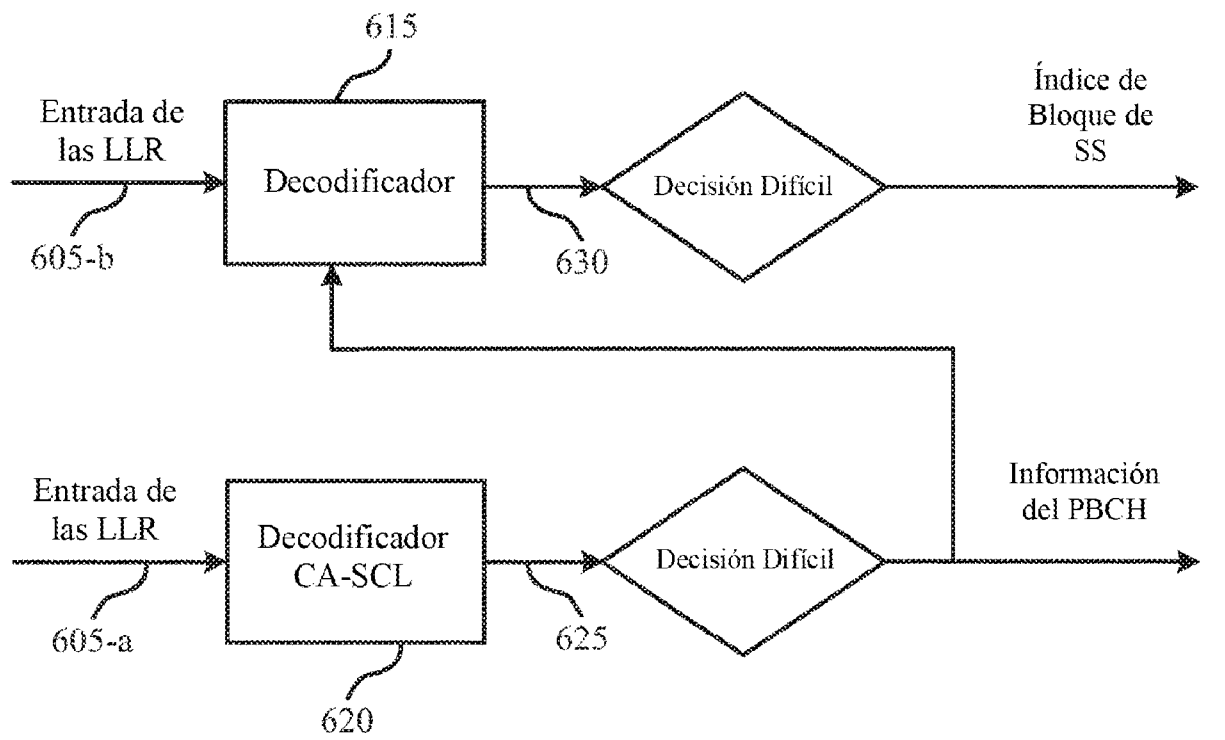 615
Entrada de
las LLR
Decodificador
Decisión Difícil
Índice de
Bloque de
SS
605-b
630
Entrada de
las LLR
Decodificador
CA-SCL
Decisión Difícil
Información
del PBCH
605-a
625
620